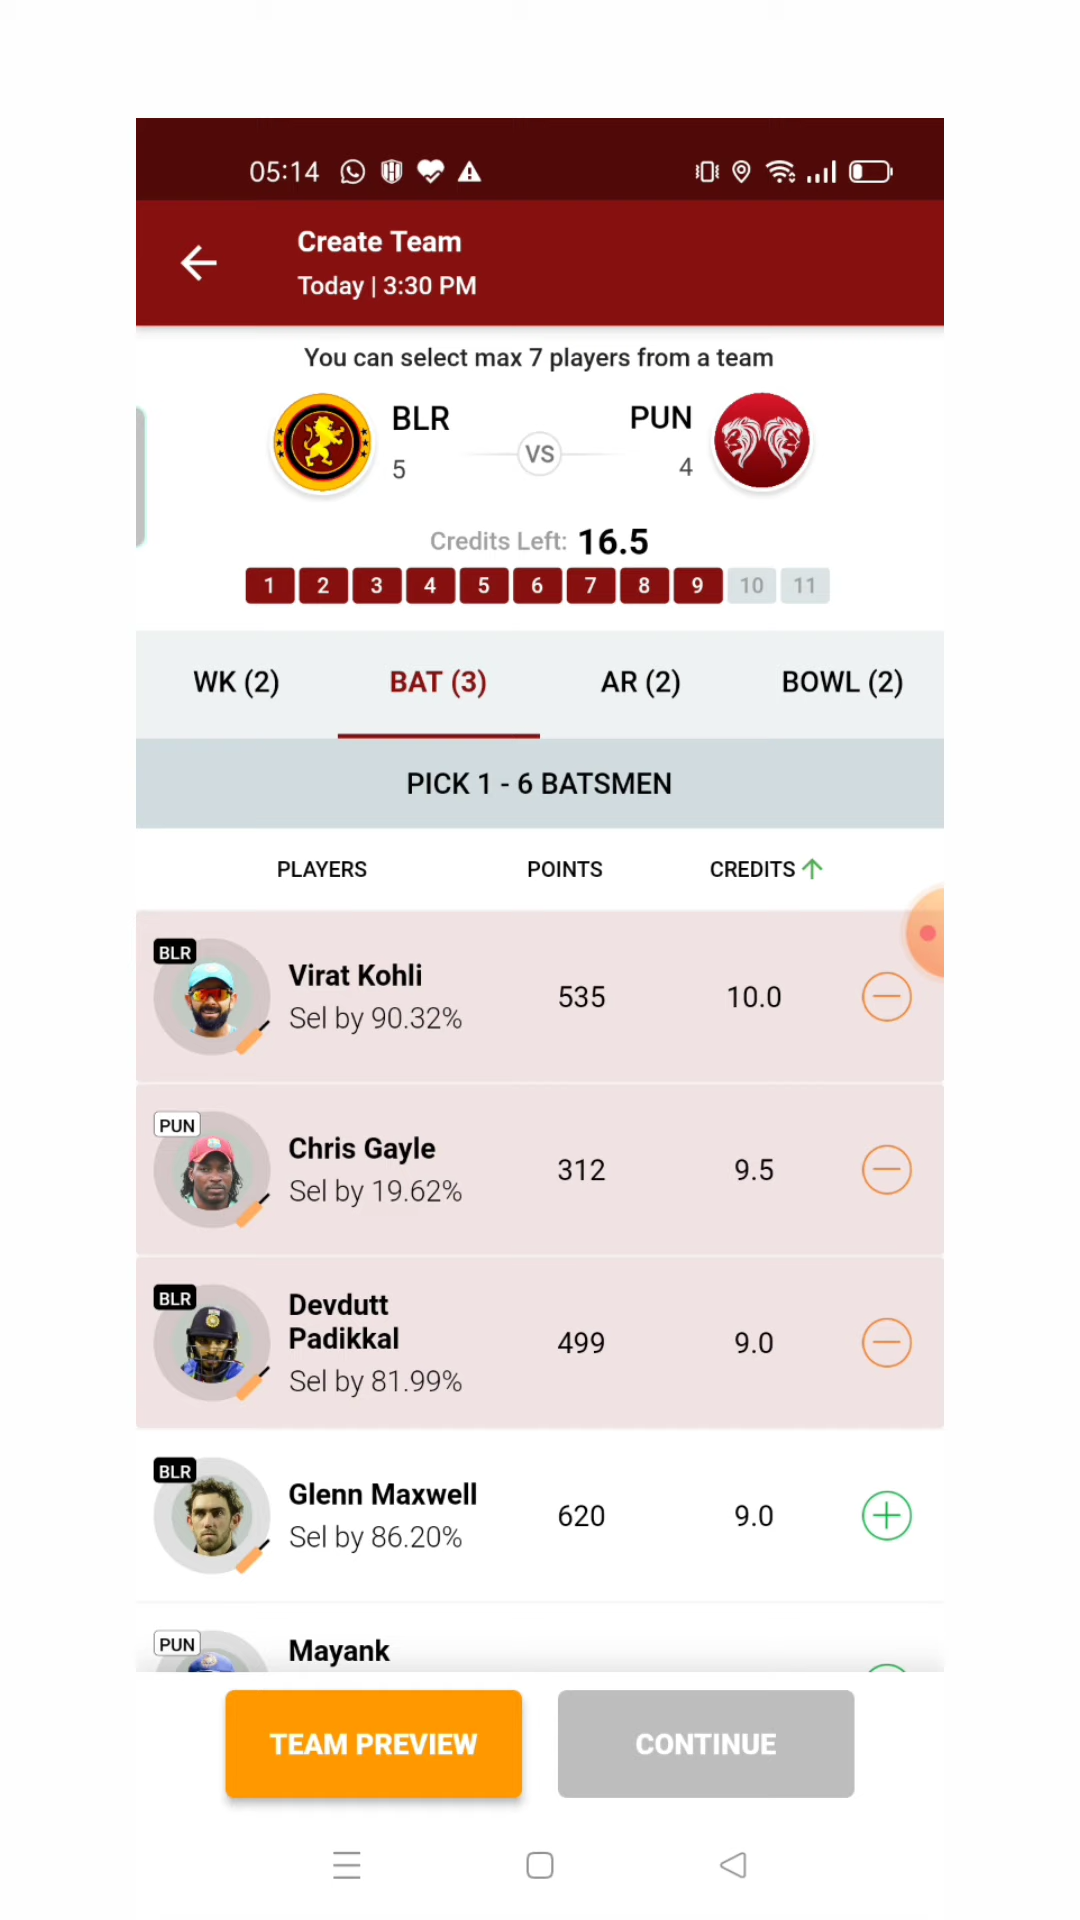 05:14
Create Team
Today | 3:30 PM
You can select max 7 players from a team
BLR
5
VS
PUN
4
Credits Left: 16.5
1 2 3 4 5 6 7 8 9 10 11
WK (2) BAT (3) AR (2) BOWL (2)
PICK 1 - 6 BATSMEN
PLAYERS POINTS CREDITS
BLR
Virat Kohli
Sel by 90.32%
535 10.0
PUN
Chris Gayle
Sel by 19.62%
312 9.5
BLR
Devdutt
Padikkal
Sel by 81.99%
499 9.0
BLR
Glenn Maxwell
Sel by 86.20%
620 9.0
PUN
Mayank
TEAM PREVIEW CONTINUE